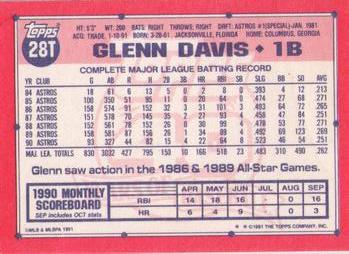 Topps
28T
HT: 6'3" WT: 200 BATS: RIGHT THROWS: RIGHT DRAFT: ASTROS #1(SPECIAL)-JAN. 1981
ACQ: TRADE, 1-10-91 BORN: 3-28-61 JACKSONVILLE, FLORIDA HOME: COLUMBUS, GEORGIA
GLENN DAVIS • 1B
COMPLETE MAJOR LEAGUE BATTING RECORD
YR CLUB G AB R H 2B 3B HR RBI SB SLG BB SO AVG
84 ASTROS 18 61 6 13 5 0 2 8 0 .393 4 12 .213
85 ASTROS 100 350 51 95 11 0 20 64 0 .474 27 68 .271
86 ASTROS 158 574 91 152 32 3 31 101 3 .493 64 72 .265
87 ASTROS 151 578 70 145 35 2 27 93 4 .458 47 84 .251
88 ASTROS 152 561 78 152 26 0 30 99 4 .478 53 77 .271
89 ASTROS 158 581 87 156 26 1 34 89 4 .492 69 123 .269
90 ASTROS 93 327 44 82 15 4 22 64 8 .523 46 54 .251
MAJ. LEA. TOTALS 830 3032 427 795 150 10 166 518 23 .483 310 490 .262
Glenn saw action in the 1986 & 1989 All-Star Games.
1990 MONTHLY
SCOREBOARD
SEP includes OCT stats
APR MAY JUN JUL AUG SEP
RBI 14 18 16 0 0 16
HR 6 4 9 0 0 3
©MLB & MLBPA 1991
©1991 THE TOPPS COMPANY, INC.